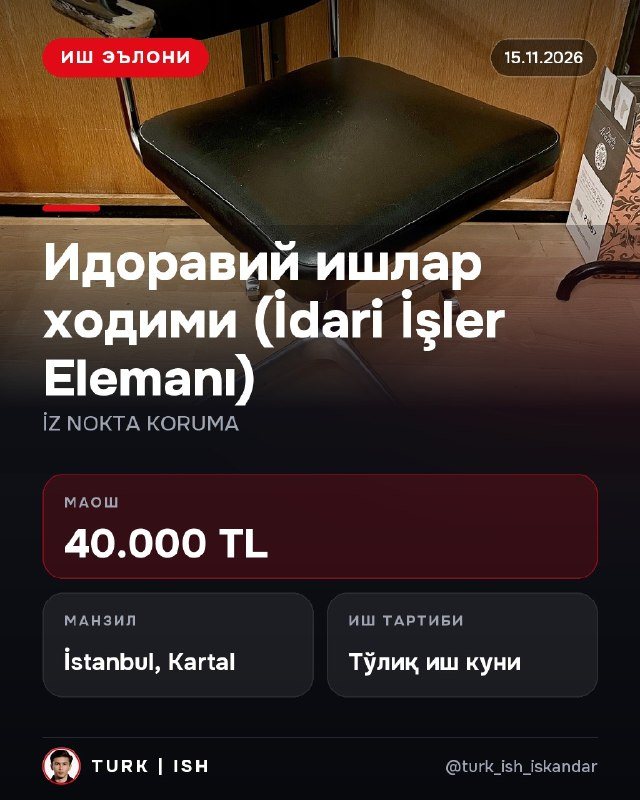 ИШ ЭЪЛОНИ
15.11.2026
Идоравий ишлар
ходими (İdari İşler
Elemanı)
İZ NOKTA KORUMA
МАОШ
40.000 TL
МАНЗИЛ
İstanbul, Kartal
ИШ ТАРТИБИ
Тўлиқ иш куни
TURK | ISH
@turk_ish_iskandar